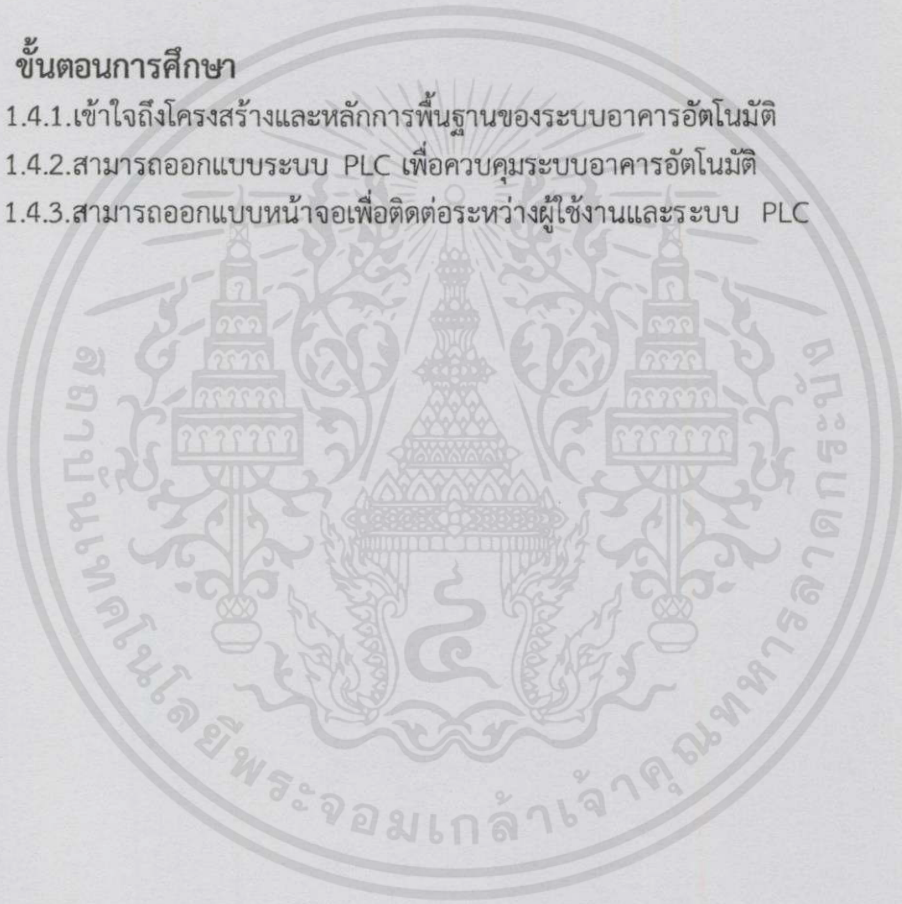 ขั้นตอนการศึกษา
1.4.1.เข้าใจถึงโครงสร้างและหลักการพื้นฐานของระบบอาคารอัตโนมัติ
1.4.2.สามารถออกแบบระบบ PLC เพื่อควบคุมระบบอาคารอัตโนมัติ
1.4.3.สามารถออกแบบหน้าจอเพื่อติดต่อระหว่างผู้ใช้งานและระบบ PLC
สถาบันเทคโนโลยีพระจอมเกล้าเจ้าคุณทหารลาดกระบัง
๔